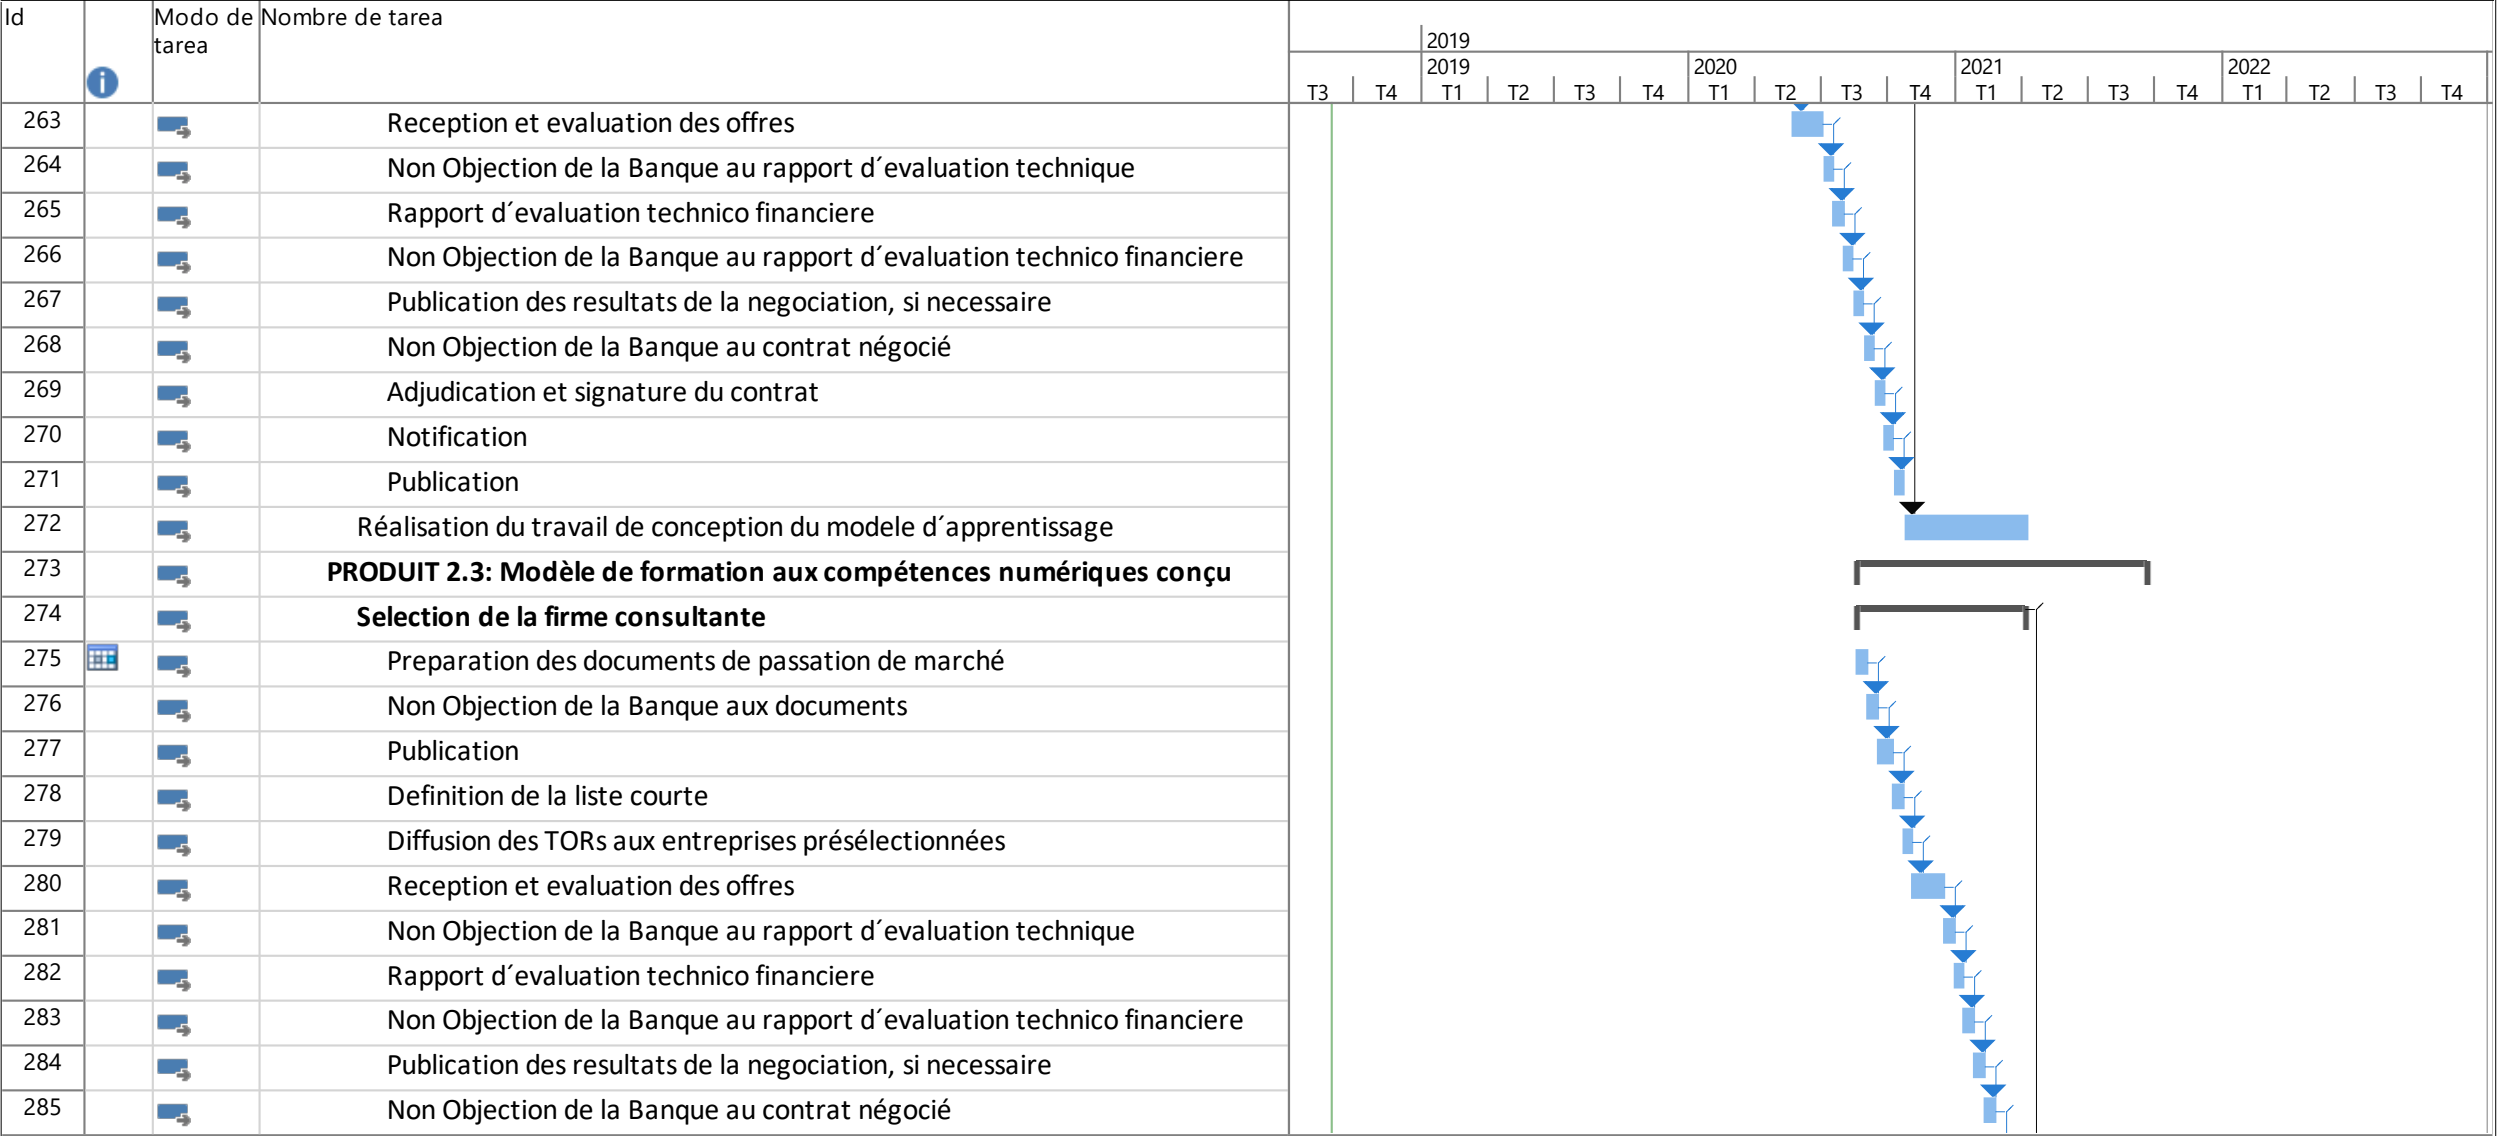 Id
Modo de
tarea
Nombre de tarea
2019
2019 2020 2021 2022
T3 T4 T1 T2 T3 T4 T1 T2 T3 T4 T1 T2 T3 T4 T1 T2 T3 T4
263 Reception et evaluation des offres
264 Non Objection de la Banque au rapport d´evaluation technique
265 Rapport d´evaluation technico financiere
266 Non Objection de la Banque au rapport d´evaluation technico financiere
267 Publication des resultats de la negociation, si necessaire
268 Non Objection de la Banque au contrat négocié
269 Adjudication et signature du contrat
270 Notification
271 Publication
272 Réalisation du travail de conception du modele d´apprentissage
273 PRODUIT 2.3: Modèle de formation aux compétences numériques conçu
274 Selection de la firme consultante
275 Preparation des documents de passation de marché
276 Non Objection de la Banque aux documents
277 Publication
278 Definition de la liste courte
279 Diffusion des TORs aux entreprises présélectionnées
280 Reception et evaluation des offres
281 Non Objection de la Banque au rapport d´evaluation technique
282 Rapport d´evaluation technico financiere
283 Non Objection de la Banque au rapport d´evaluation technico financiere
284 Publication des resultats de la negociation, si necessaire
285 Non Objection de la Banque au contrat négocié